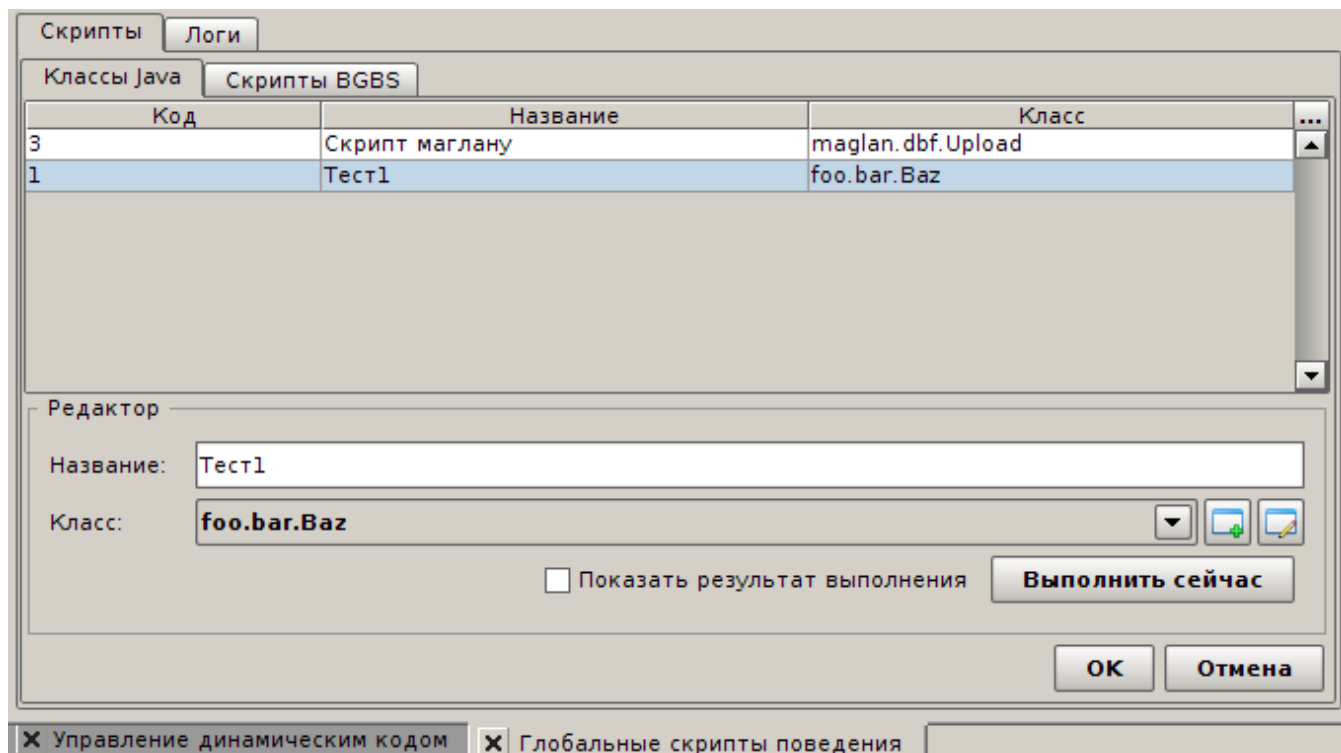 Скрипты Логи
Классы Java Скрипты BGBS
Код Название Класс ...
3 Скрипт маглану maglan.dbf.Upload
1 Тест1 foo.bar.Baz
Редактор
Название: Тест1
Класс: foo.bar.Baz
Показать результат выполнения Выполнить сейчас
OK Отмена
Управление динамическим кодом Глобальные скрипты поведения